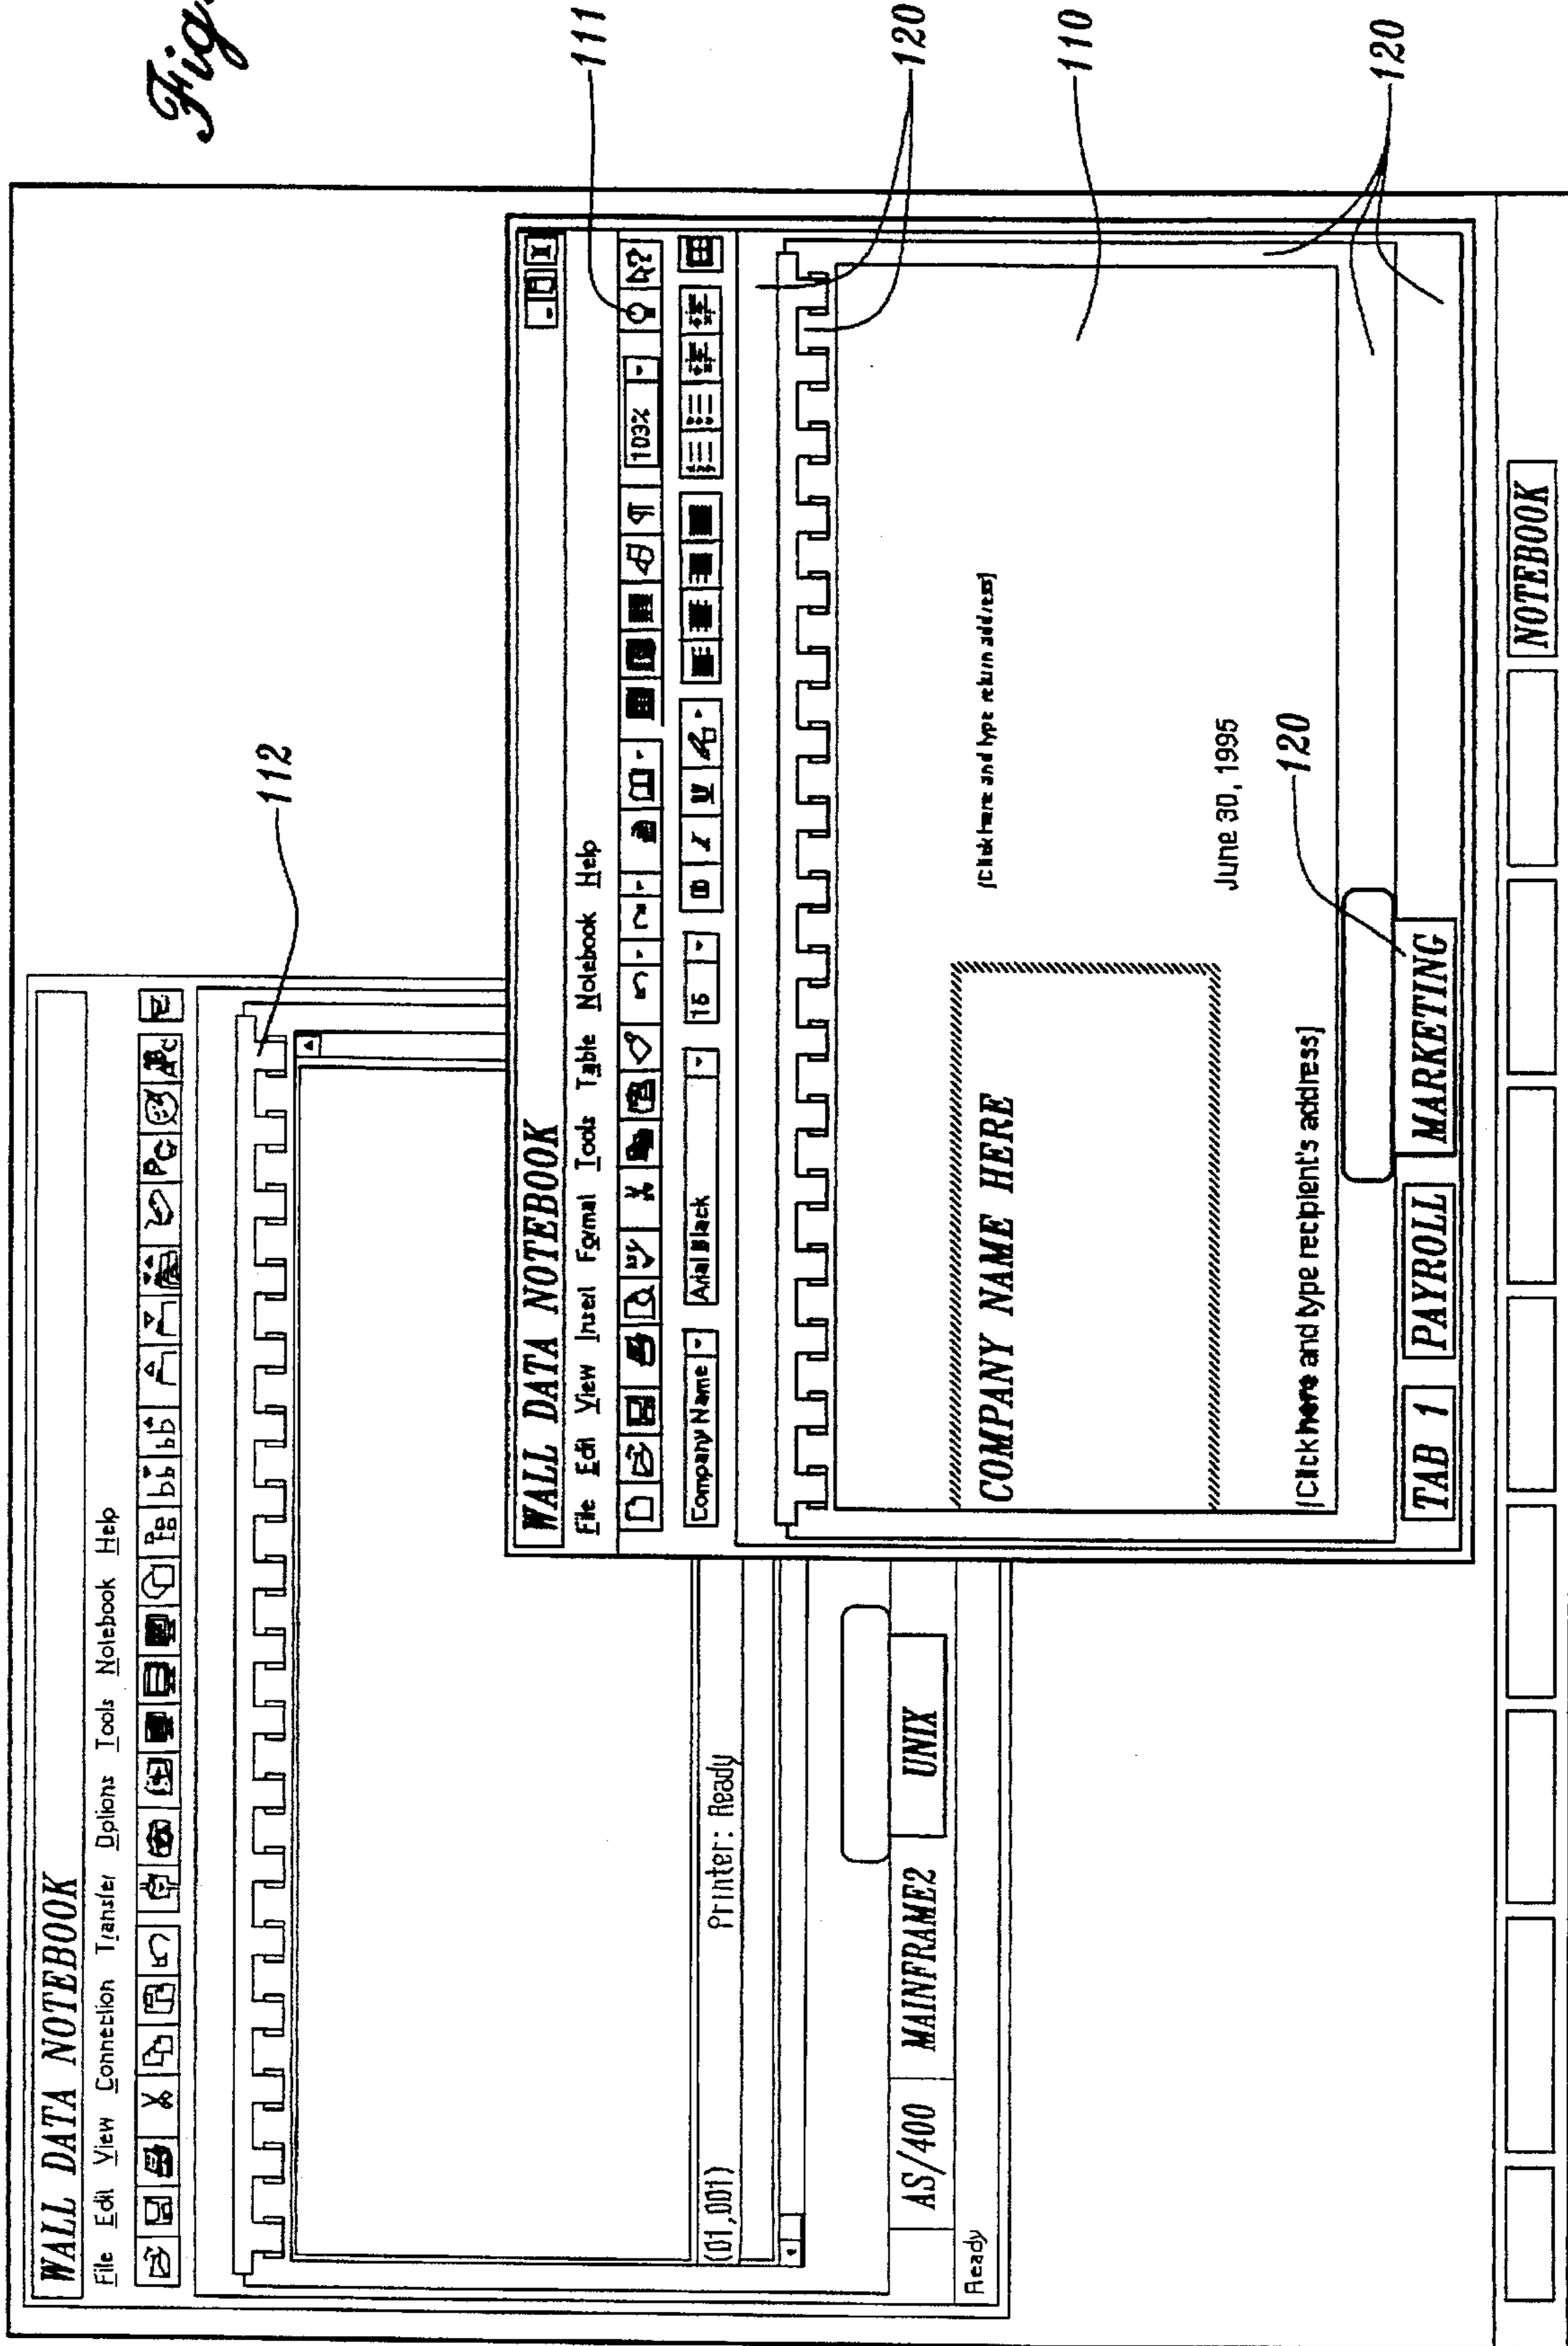 Fig.
WALL DATA NOTEBOOK
File Edit View Connection Transfer Options Tools Notebook Help
112
(01,001) Printer: Ready
AS/400 MAINFRAME2 UNIX
Ready
WALL DATA NOTEBOOK
File Edit View Insert Format Tools Table Notebook Help
103%
111
Company Name Arial Black 16 B I U
120
COMPANY NAME HERE
[Click here and type return address]
110
June 30, 1995
[Click here and type recipient's address]
120
TAB 1 PAYROLL MARKETING
120
NOTEBOOK